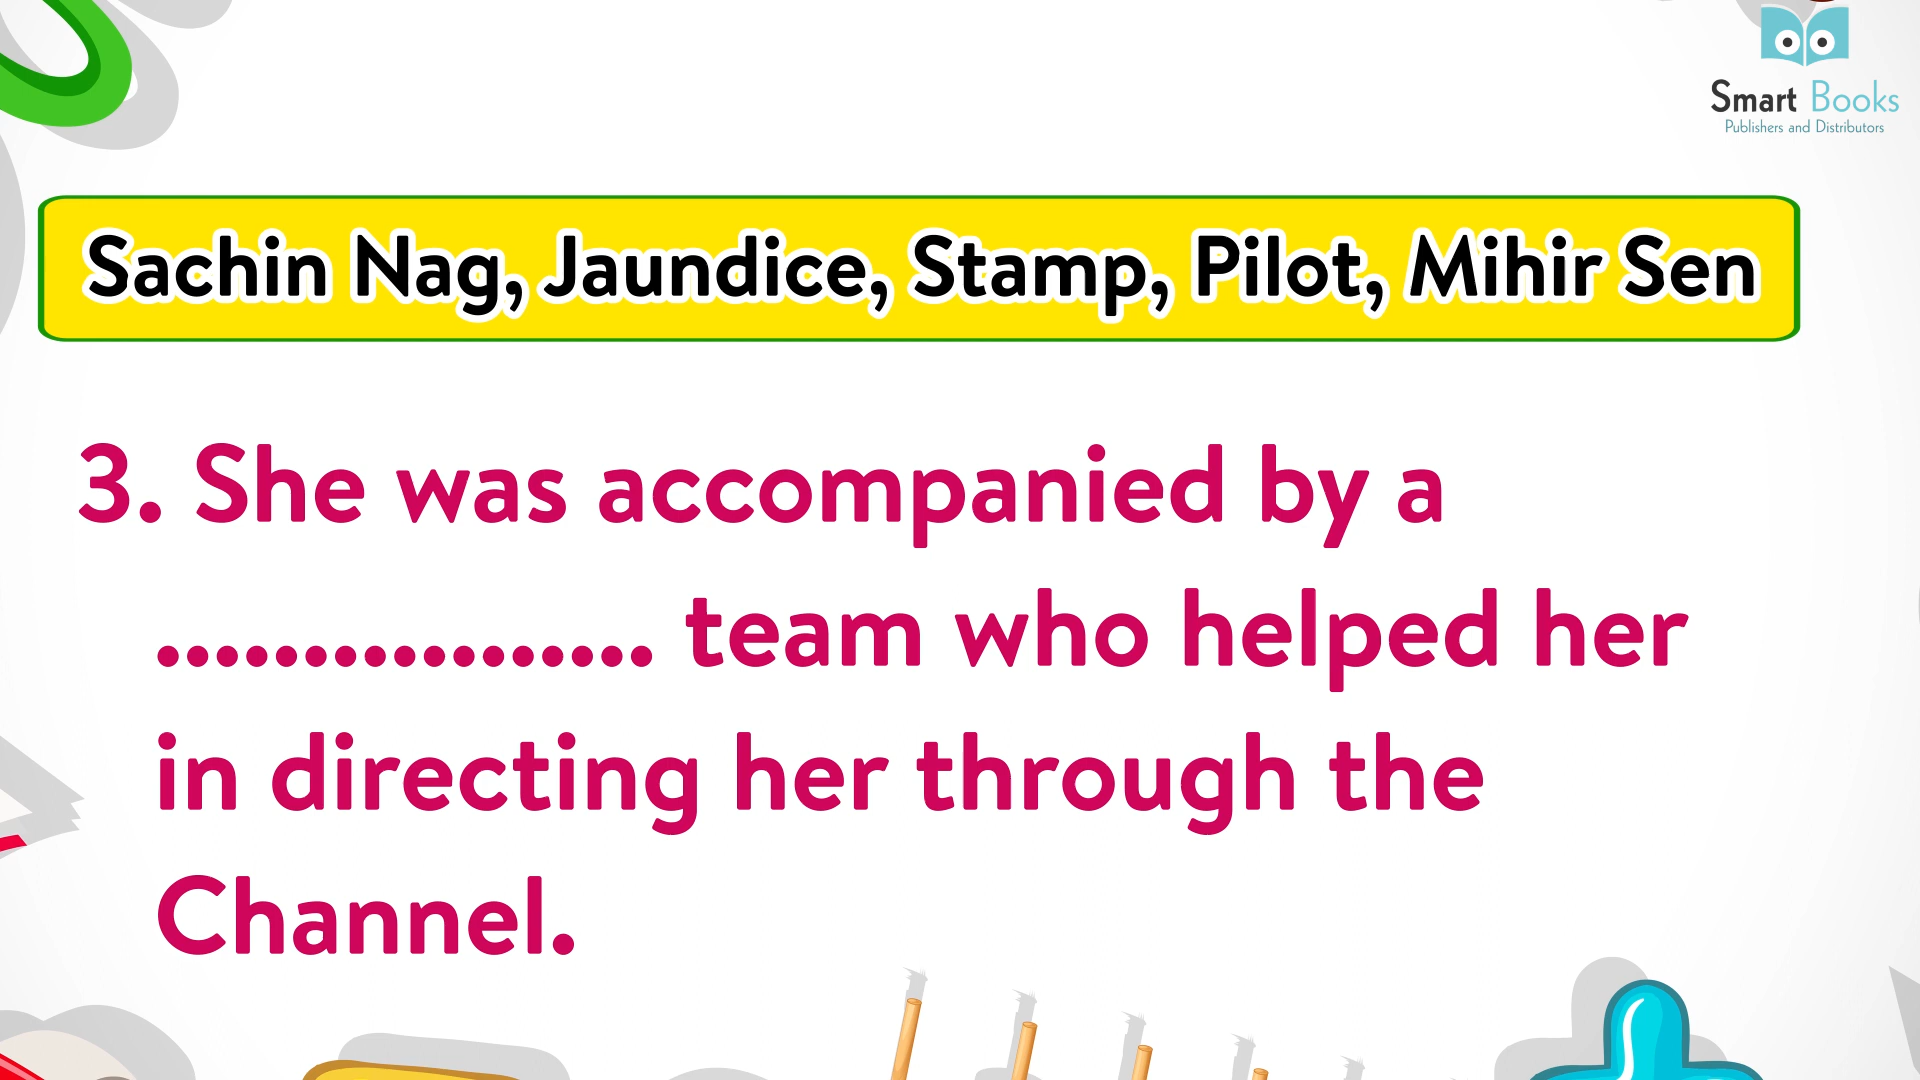 Smart Books
Publishers and Distributors
Sachin Nag, Jaundice, Stamp, Pilot, Mihir Sen
3. She was accompanied by a
................. team who helped her
in directing her through the
Channel.